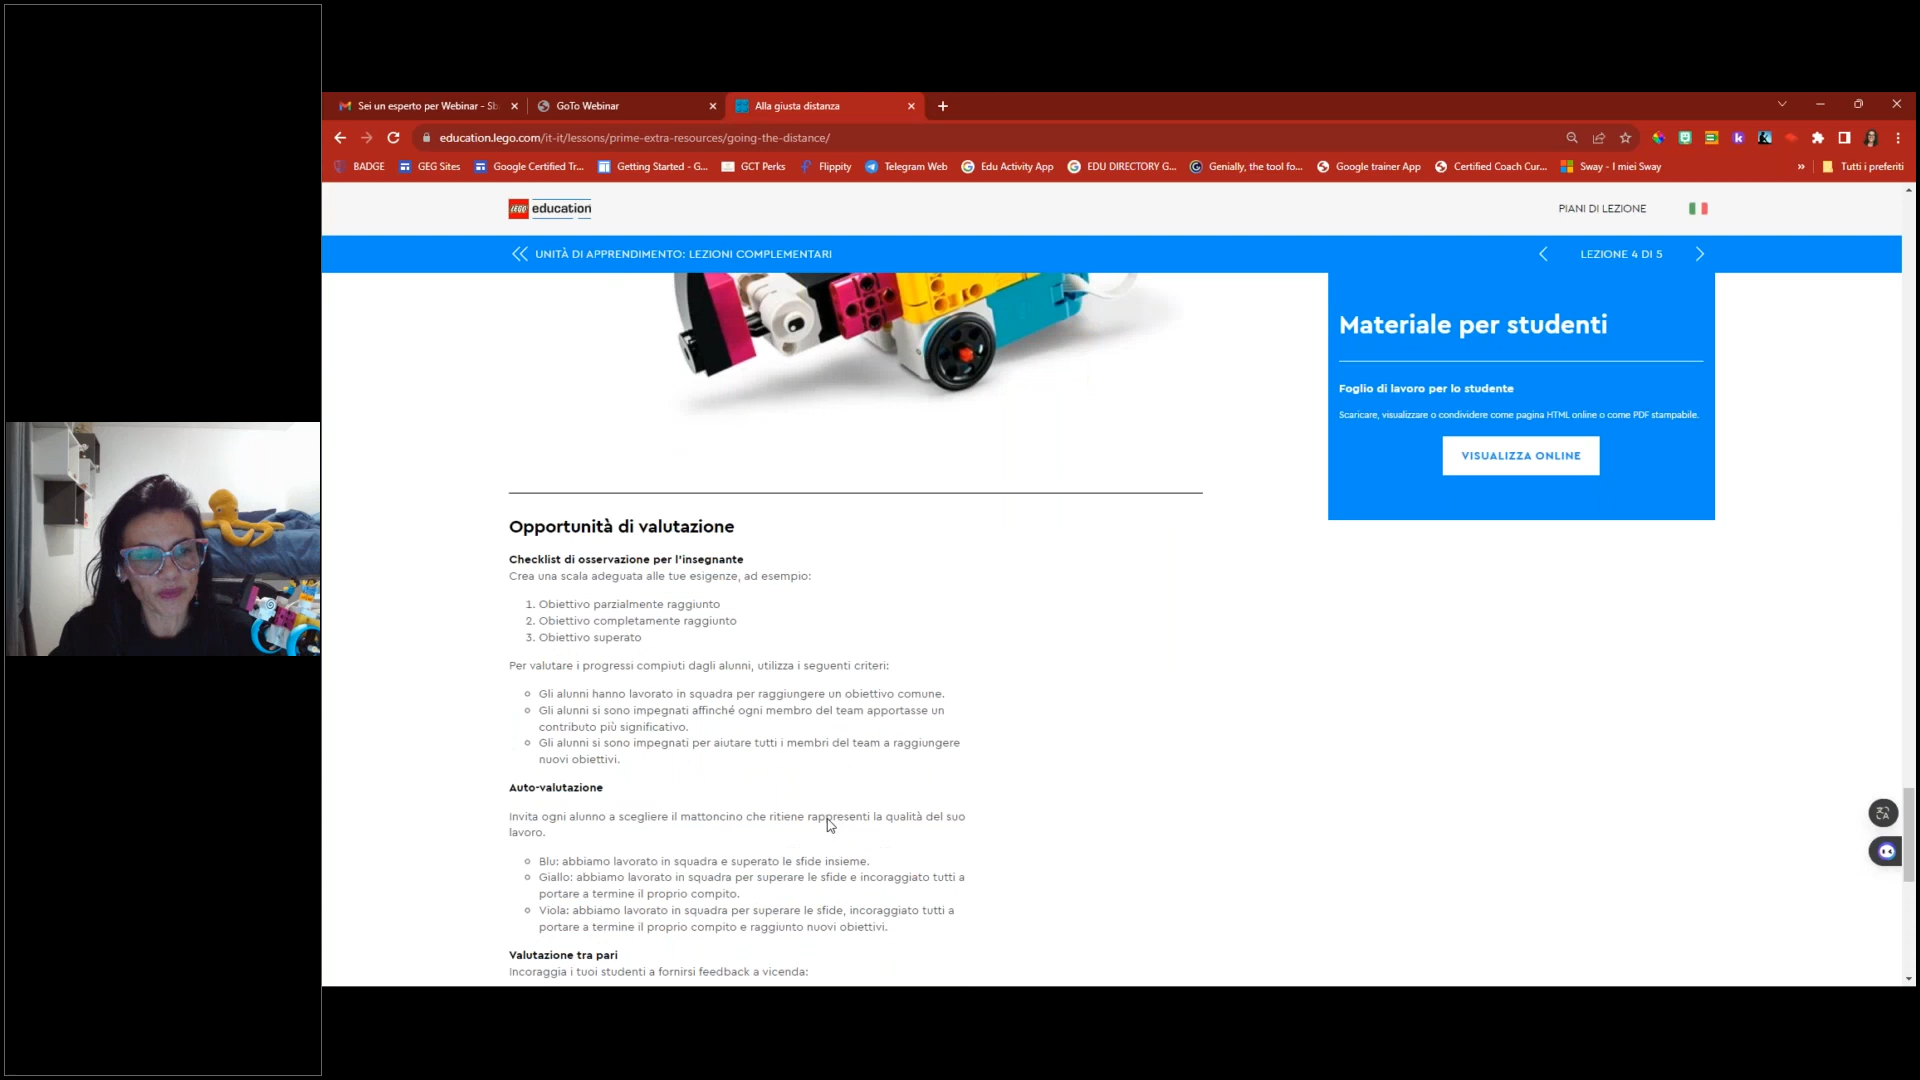 Sei un esperto per Webinar - Sb
GoTo Webinar
Alla giusta distanza
education.lego.com/it-it/lessons/prime-extra-resources/going-the-distance/
BADGE
GEG Sites
Google Certified Tr...
Getting Started - G...
GCT Perks
Flippity
Telegram Web
Edu Activity App
EDU DIRECTORY G...
Genially, the tool fo...
Google trainer App
Certified Coach Cur...
Sway - I miei Sway
»
Tutti i preferiti
LEGO education
PIANI DI LEZIONE
UNITÀ DI APPRENDIMENTO: LEZIONI COMPLEMENTARI
LEZIONE 4 DI 5
Materiale per studenti
Foglio di lavoro per lo studente
Scaricare, visualizzare o condividere come pagina HTML online o come PDF stampabile.
VISUALIZZA ONLINE
Opportunità di valutazione
Checklist di osservazione per l'insegnante
Crea una scala adeguata alle tue esigenze, ad esempio:
1. Obiettivo parzialmente raggiunto
2. Obiettivo completamente raggiunto
3. Obiettivo superato
Per valutare i progressi compiuti dagli alunni, utilizza i seguenti criteri:
Gli alunni hanno lavorato in squadra per raggiungere un obiettivo comune.
Gli alunni si sono impegnati affinché ogni membro del team apportasse un
contributo più significativo.
Gli alunni si sono impegnati per aiutare tutti i membri del team a raggiungere
nuovi obiettivi.
Auto-valutazione
Invita ogni alunno a scegliere il mattoncino che ritiene rappresenti la qualità del suo
lavoro.
Blu: abbiamo lavorato in squadra e superato le sfide insieme.
Giallo: abbiamo lavorato in squadra per superare le sfide e incoraggiato tutti a
portare a termine il proprio compito.
Viola: abbiamo lavorato in squadra per superare le sfide, incoraggiato tutti a
portare a termine il proprio compito e raggiunto nuovi obiettivi.
Valutazione tra pari
Incoraggia i tuoi studenti a fornirsi feedback a vicenda: